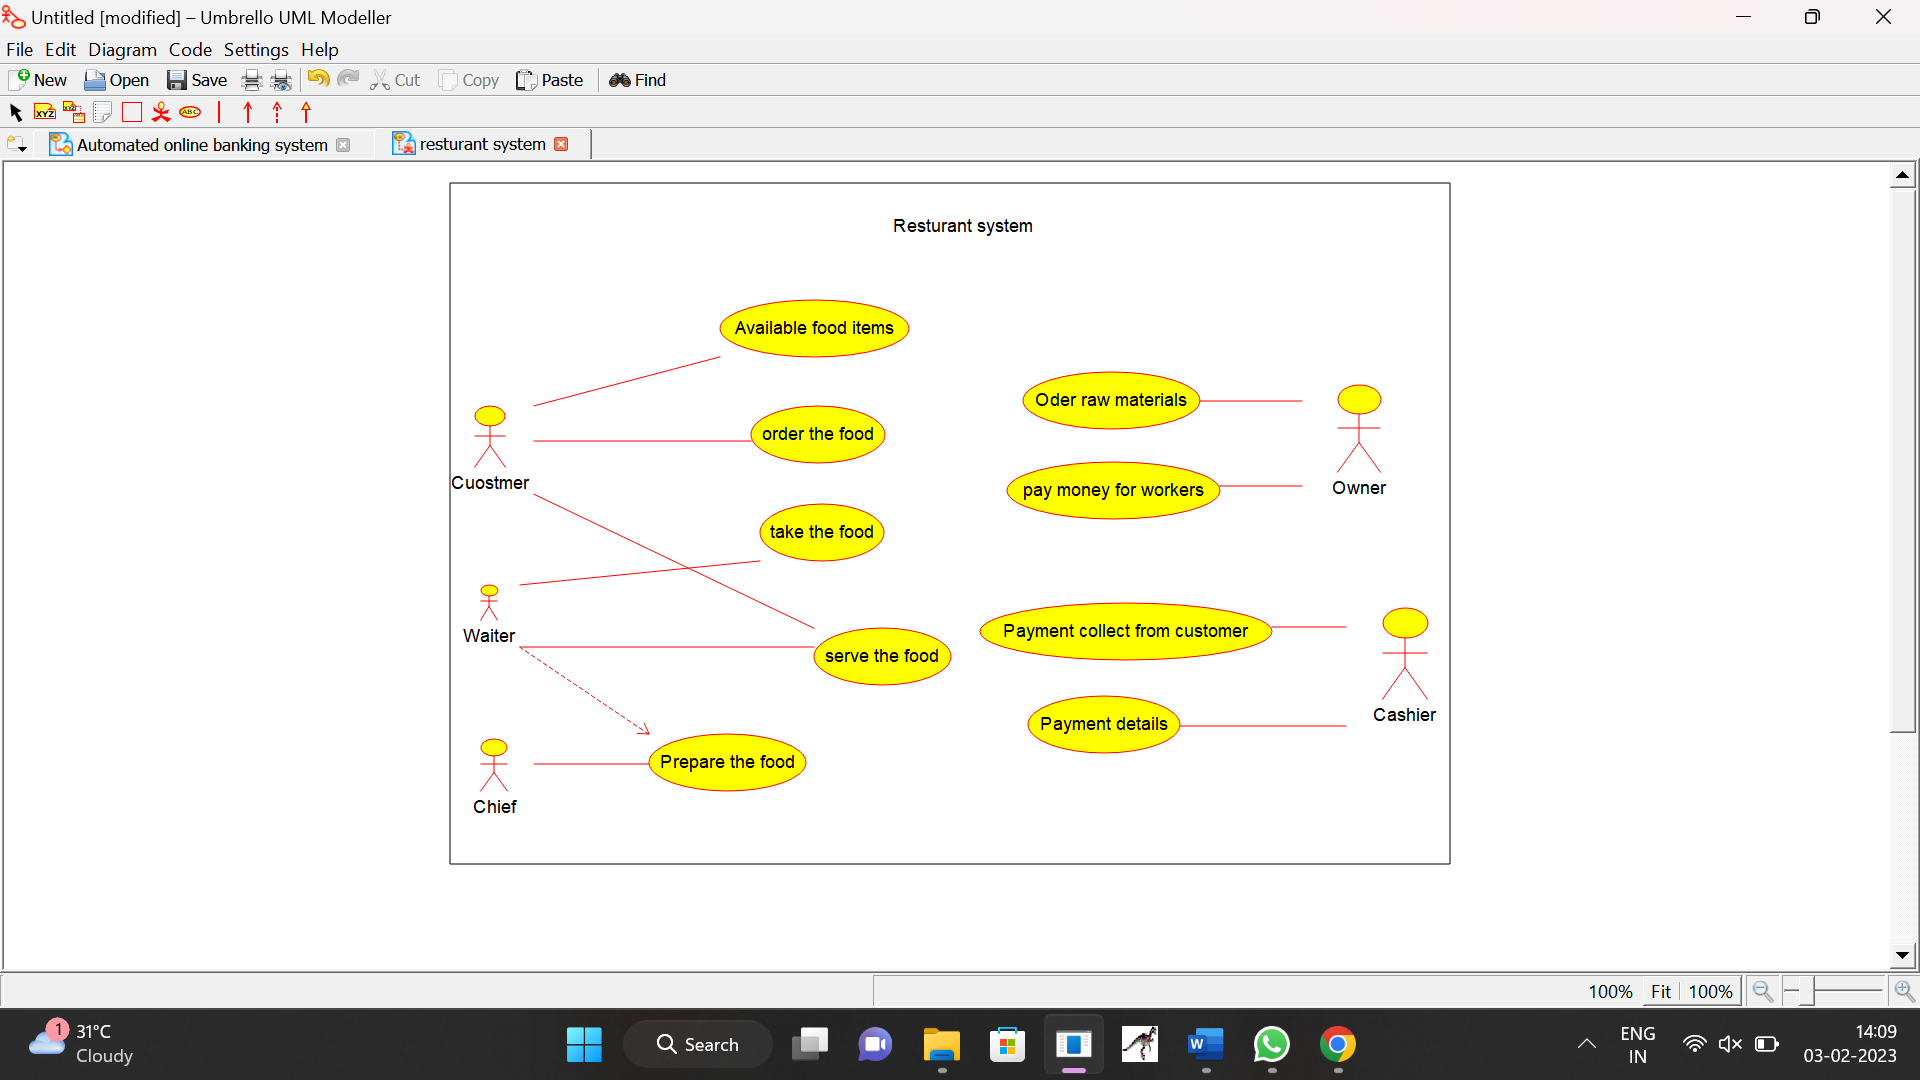 Untitled [modified] – Umbrello UML Modeller
File Edit Diagram Code Settings Help
New Open Save Cut Copy Paste Find
XYZ XYZ ABC
Automated online banking system resturant system
Resturant system
Available food items
Oder raw materials
order the food
Cuostmer
pay money for workers
Owner
take the food
Waiter
Payment collect from customer
serve the food
Cashier
Payment details
Prepare the food
Chief
100% Fit 100%
1
31°C
Cloudy
Search
W
ENG
IN
14:09
03-02-2023